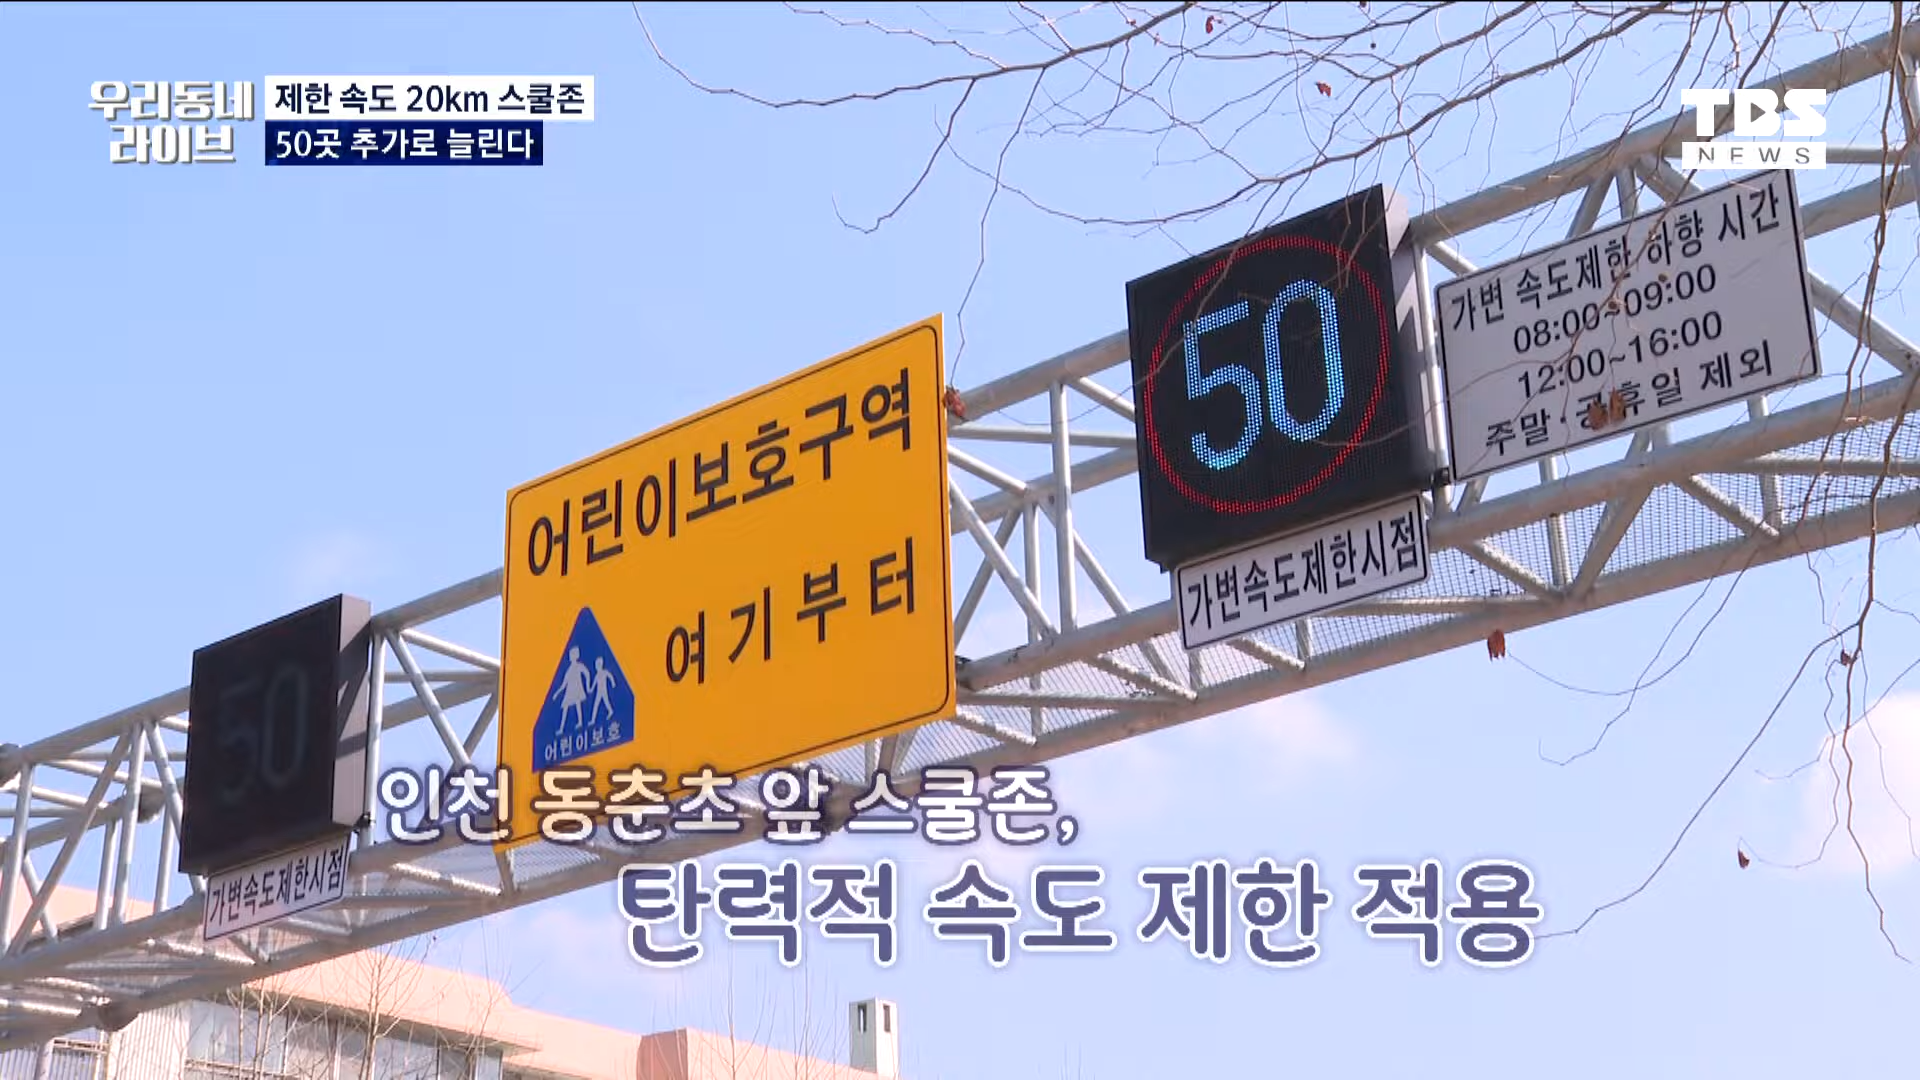 우리동네
라이브
제한 속도 20km 스쿨존
50곳 추가로 늘린다
TBS
NEWS
가변 속도제한 하향 시간
08:00~09:00
12:00~16:00
주말·공휴일 제외
50
가변속도제한시점
어린이보호구역
여기부터
어린이보호
50
가변속도제한시점
인천 동춘초 앞 스쿨존,
탄력적 속도 제한 적용